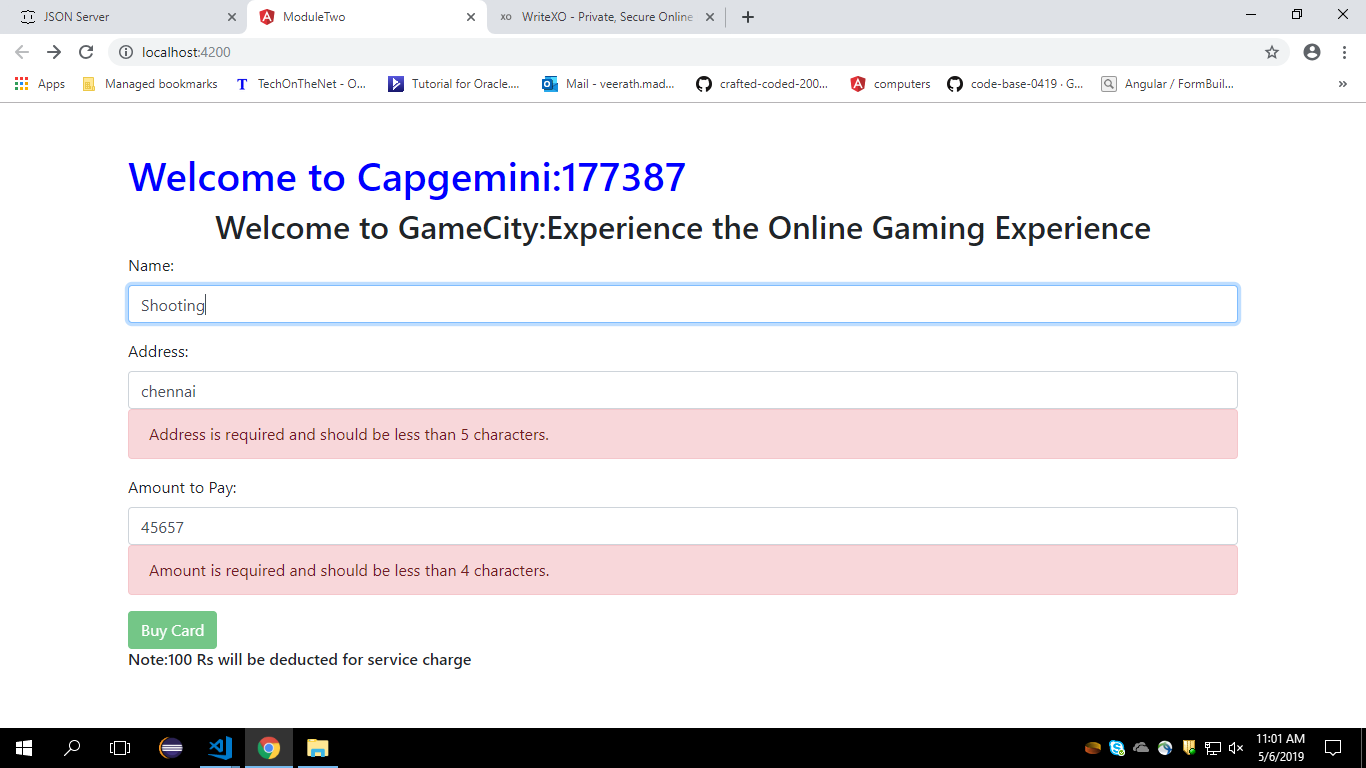 JSON Server
ModuleTwo
XO WriteXO - Private, Secure Online
localhost:4200
Apps Managed bookmarks T TechOnTheNet - O... Tutorial for Oracle.... Mail - veerath.mad... crafted-coded-200... computers code-base-0419 · G... Angular / FormBuil... »
Welcome to Capgemini:177387
Welcome to GameCity:Experience the Online Gaming Experience
Name:
Shooting
Address:
chennai
Address is required and should be less than 5 characters.
Amount to Pay:
45657
Amount is required and should be less than 4 characters.
Buy Card
Note:100 Rs will be deducted for service charge
11:01 AM
5/6/2019